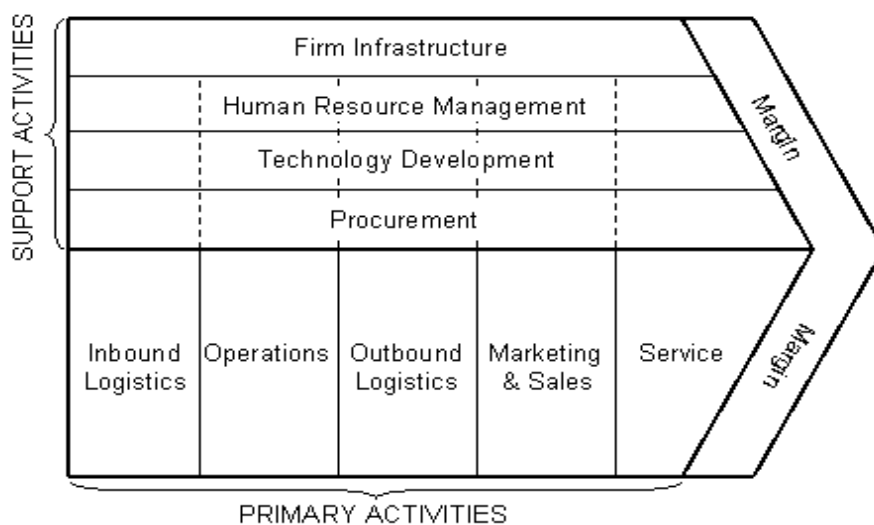 SUPPORT ACTIVITIES
Firm Infrastructure
Human Resource Management
Technology Development
Procurement
Margin
Inbound
Logistics
Operations
Outbound
Logistics
Marketing
& Sales
Service
Margin
PRIMARY ACTIVITIES